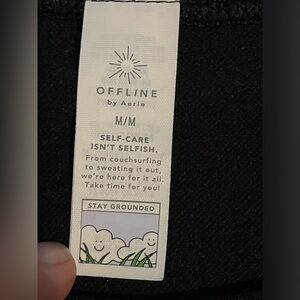 OFFLINE
by Aerie
M/M
SELF-CARE
ISN'T SELFISH.
From couchsurfing
to sweating it out,
we're here for it all.
Take time for you!
STAY GROUNDED